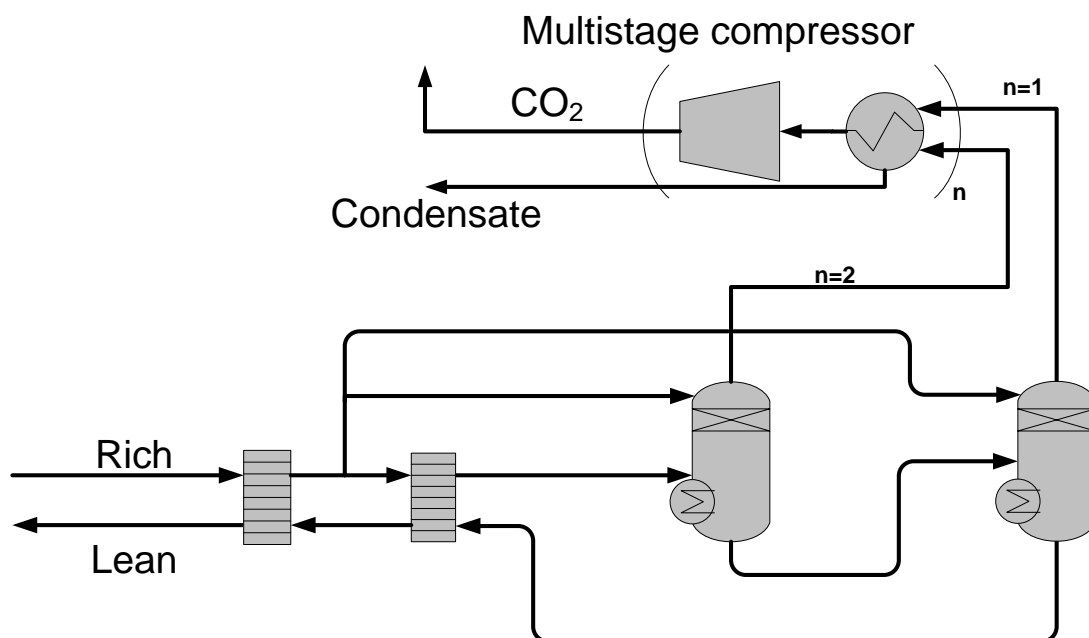 Multistage compressor
n=1
CO₂
n
Condensate
n=2
Rich
Lean